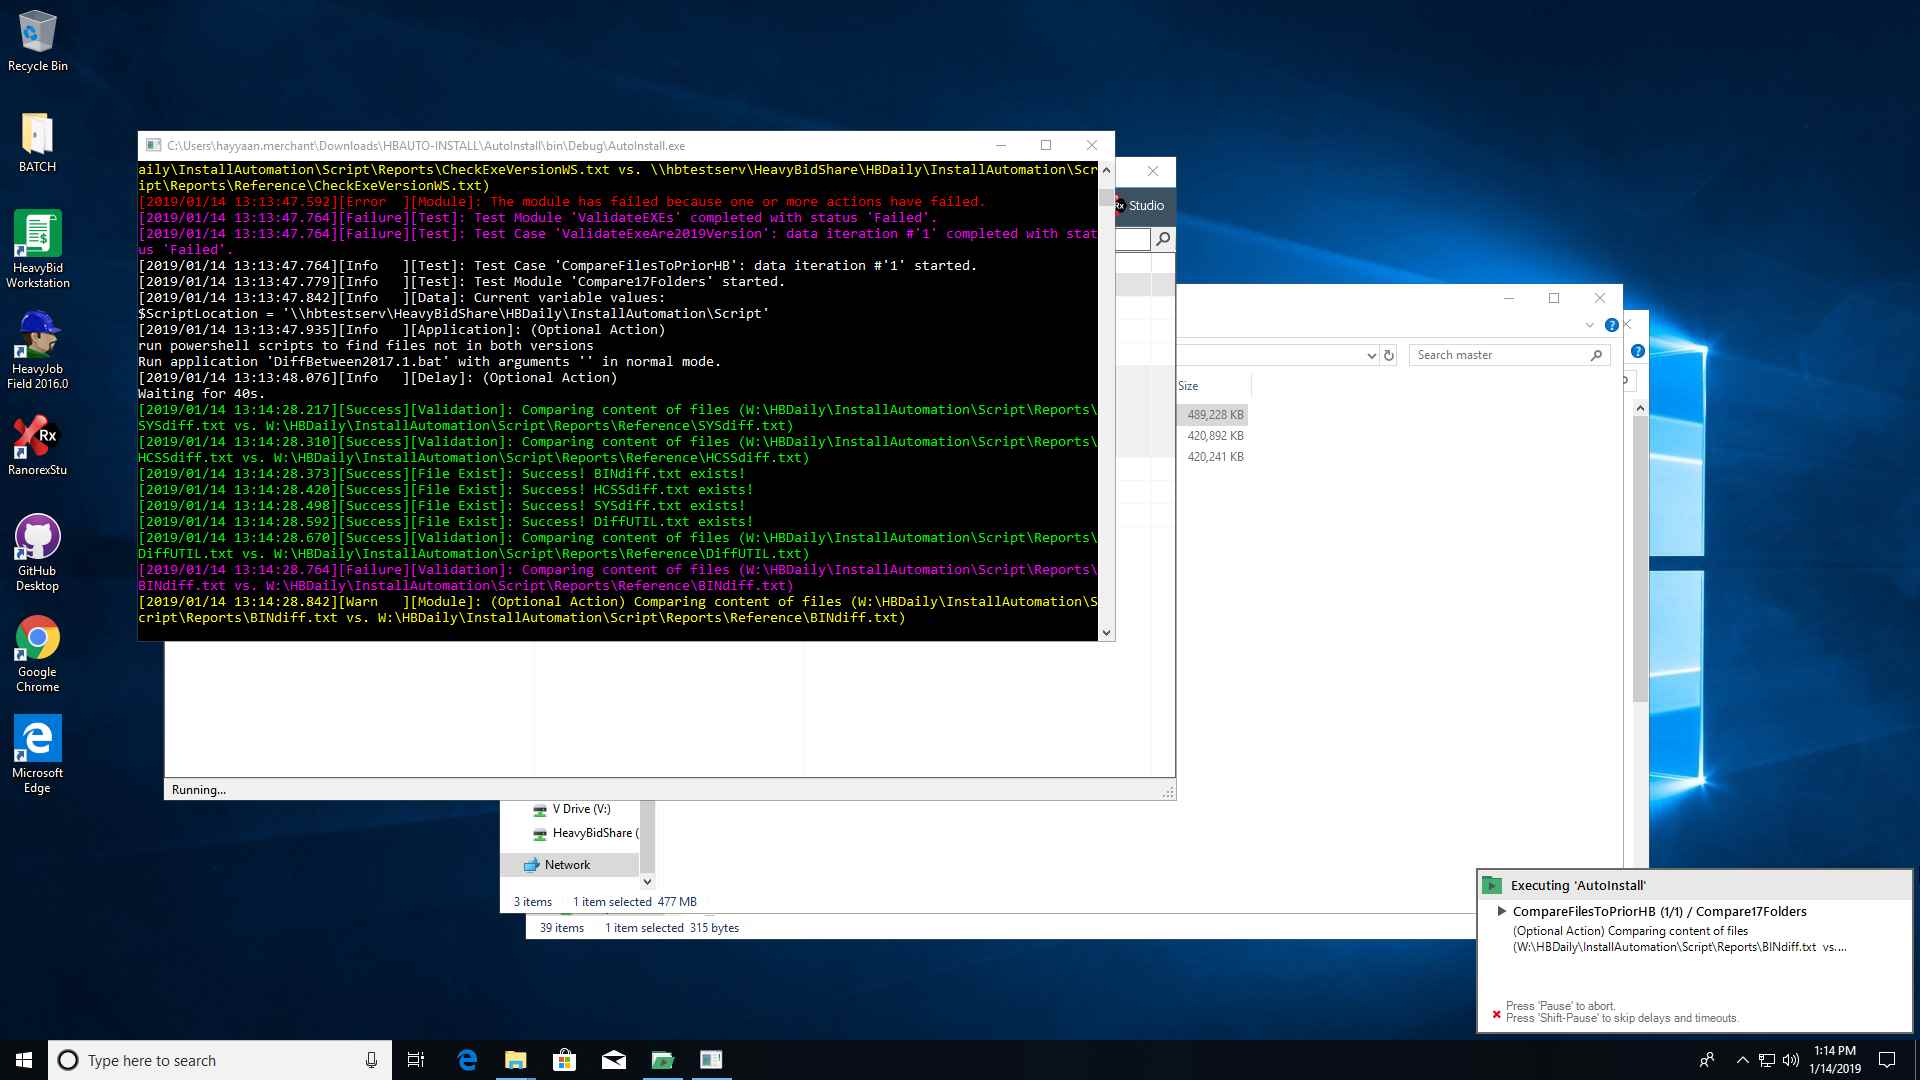 Recycle Bin
BATCH
HeavyBid
Workstation
HeavyJob
Field 2016.0
Rx
RanorexStu
GitHub
Desktop
Google
Chrome
Microsoft
Edge
C:\Users\hayyaan.merchant\Downloads\HBAUTO-INSTALL\AutoInstall\bin\Debug\AutoInstall.exe
aily\InstallAutomation\Script\Reports\CheckExeVersionWS.txt vs. \\hbtestserv\HeavyBidShare\HBDaily\InstallAutomation\Scr
ipt\Reports\Reference\CheckExeVersionWS.txt)
[2019/01/14 13:13:47.592][Error  ][Module]: The module has failed because one or more actions have failed.
[2019/01/14 13:13:47.764][Failure][Test]: Test Module 'ValidateEXEs' completed with status 'Failed'.
[2019/01/14 13:13:47.764][Failure][Test]: Test Case 'ValidateExeAre2019Version': data iteration #'1' completed with stat
us 'Failed'.
[2019/01/14 13:13:47.764][Info   ][Test]: Test Case 'CompareFilesToPriorHB': data iteration #'1' started.
[2019/01/14 13:13:47.779][Info   ][Test]: Test Module 'Compare17Folders' started.
[2019/01/14 13:13:47.842][Info   ][Data]: Current variable values:
$ScriptLocation = '\\hbtestserv\HeavyBidShare\HBDaily\InstallAutomation\Script'
[2019/01/14 13:13:47.935][Info   ][Application]: (Optional Action)
run powershell scripts to find files not in both versions
Run application 'DiffBetween2017.1.bat' with arguments '' in normal mode.
[2019/01/14 13:13:48.076][Info   ][Delay]: (Optional Action)
Waiting for 40s.
[2019/01/14 13:14:28.217][Success][Validation]: Comparing content of files (W:\HBDaily\InstallAutomation\Script\Reports\
SYSdiff.txt vs. W:\HBDaily\InstallAutomation\Script\Reports\Reference\SYSdiff.txt)
[2019/01/14 13:14:28.310][Success][Validation]: Comparing content of files (W:\HBDaily\InstallAutomation\Script\Reports\
HCSSdiff.txt vs. W:\HBDaily\InstallAutomation\Script\Reports\Reference\HCSSdiff.txt)
[2019/01/14 13:14:28.373][Success][File Exist]: Success! BINdiff.txt exists!
[2019/01/14 13:14:28.420][Success][File Exist]: Success! HCSSdiff.txt exists!
[2019/01/14 13:14:28.498][Success][File Exist]: Success! SYSdiff.txt exists!
[2019/01/14 13:14:28.592][Success][File Exist]: Success! DiffUTIL.txt exists!
[2019/01/14 13:14:28.670][Success][Validation]: Comparing content of files (W:\HBDaily\InstallAutomation\Script\Reports\
DiffUTIL.txt vs. W:\HBDaily\InstallAutomation\Script\Reports\Reference\DiffUTIL.txt)
[2019/01/14 13:14:28.764][Failure][Validation]: Comparing content of files (W:\HBDaily\InstallAutomation\Script\Reports\
BINdiff.txt vs. W:\HBDaily\InstallAutomation\Script\Reports\Reference\BINdiff.txt)
[2019/01/14 13:14:28.842][Warn   ][Module]: (Optional Action) Comparing content of files (W:\HBDaily\InstallAutomation\S
cript\Reports\BINdiff.txt vs. W:\HBDaily\InstallAutomation\Script\Reports\Reference\BINdiff.txt)
Rx Studio
Search master
Size
489,228 KB
420,892 KB
420,241 KB
Running...
V Drive (V:)
HeavyBidShare (
Network
3 items 1 item selected 477 MB
39 items 1 item selected 315 bytes
Executing 'AutoInstall'
CompareFilesToPriorHB (1/1) / Compare17Folders
(Optional Action) Comparing content of files
(W:\HBDaily\InstallAutomation\Script\Reports\BINdiff.txt vs....
Press 'Pause' to abort.
Press 'Shift-Pause' to skip delays and timeouts.
Type here to search
1:14 PM
1/14/2019